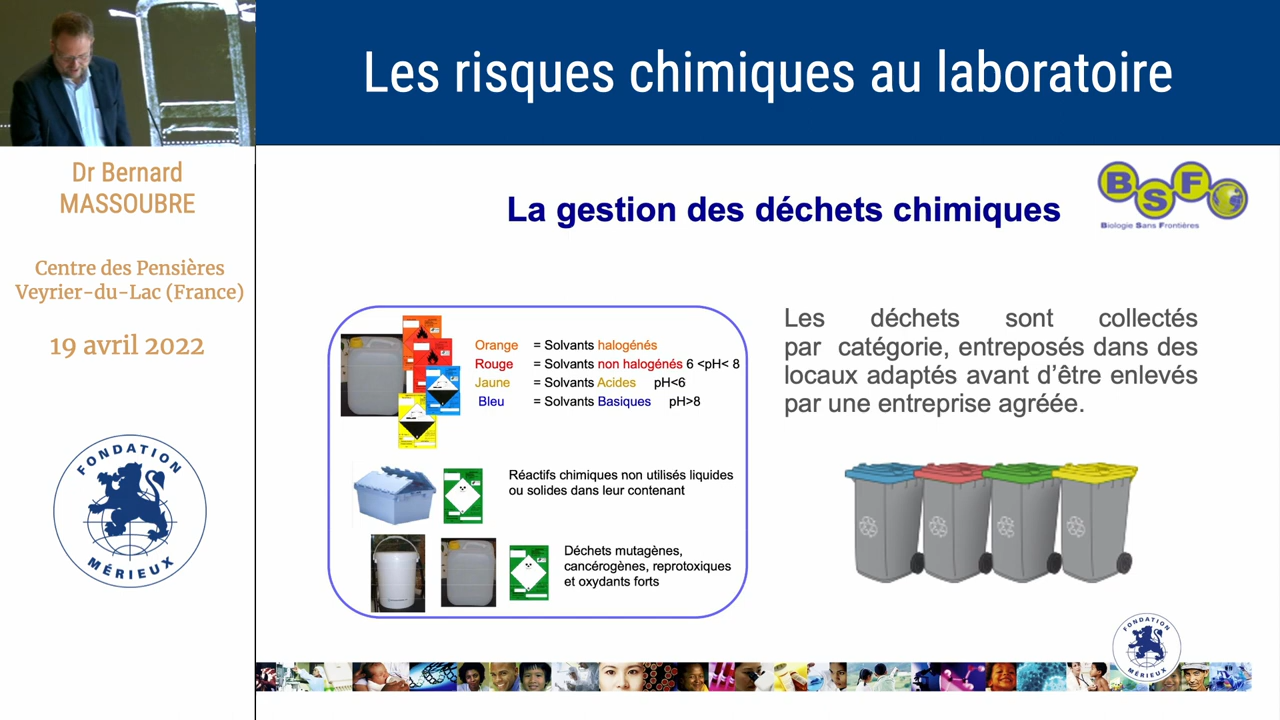 Les risques chimiques au laboratoire
Dr Bernard
MASSOUBRE
Centre des Pensières
Veyrier-du-Lac (France)
19 avril 2022
FONDATION
MÉRIEUX
La gestion des déchets chimiques
BSFO
Biologie Sans Frontières
Orange = Solvants halogénés
Rouge = Solvants non halogénés 6 <pH< 8
Jaune = Solvants Acides pH<6
Bleu = Solvants Basiques pH>8
Réactifs chimiques non utilisés liquides
ou solides dans leur contenant
Déchets mutagènes,
cancérogènes, reprotoxiques
et oxydants forts
Les déchets sont collectés
par catégorie, entreposés dans des
locaux adaptés avant d’être enlevés
par une entreprise agréée.
FONDATION
MÉRIEUX